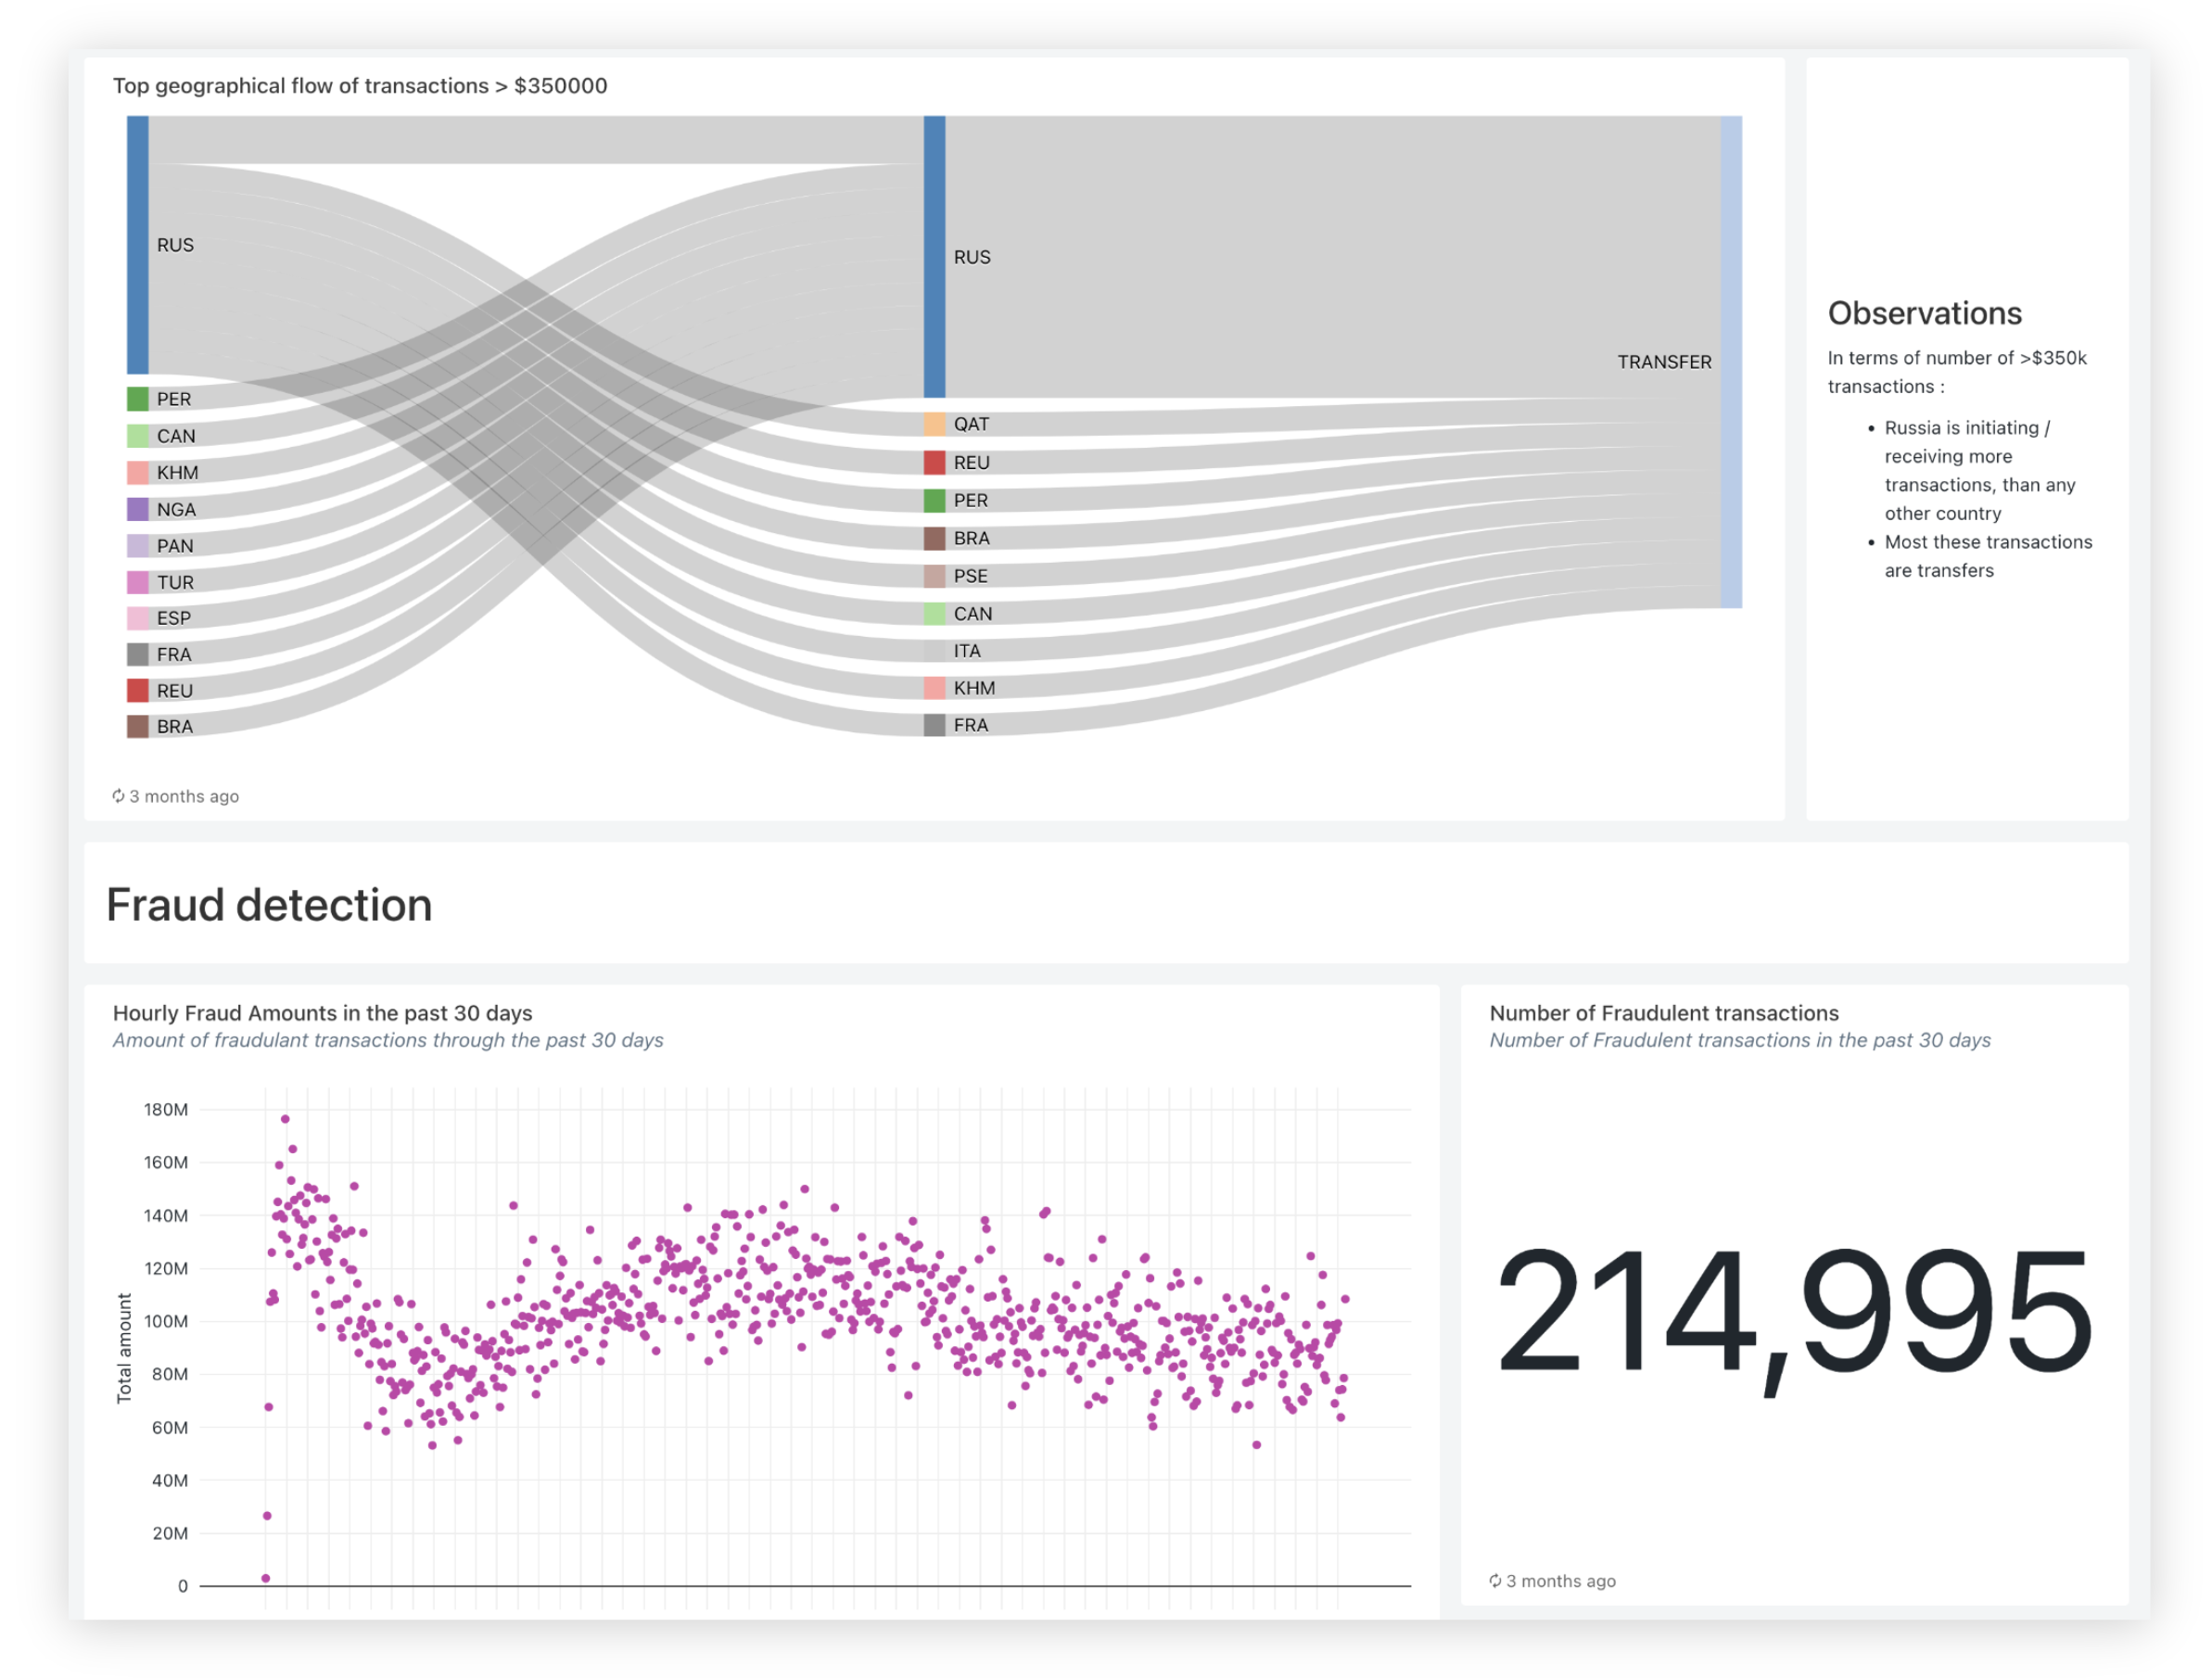 Top geographical flow of transactions > $350000
RUS
PER
CAN
KHM
NGA
PAN
TUR
ESP
FRA
REU
BRA
RUS
QAT
REU
PER
BRA
PSE
CAN
ITA
KHM
FRA
TRANSFER
3 months ago
Observations
In terms of number of >$350k
transactions :
• Russia is initiating /
receiving more
transactions, than any
other country
• Most these transactions
are transfers
Fraud detection
Hourly Fraud Amounts in the past 30 days
Amount of fraudulant transactions through the past 30 days
Total amount
180M
160M
140M
120M
100M
80M
60M
40M
20M
0
Number of Fraudulent transactions
Number of Fraudulent transactions in the past 30 days
214,995
3 months ago